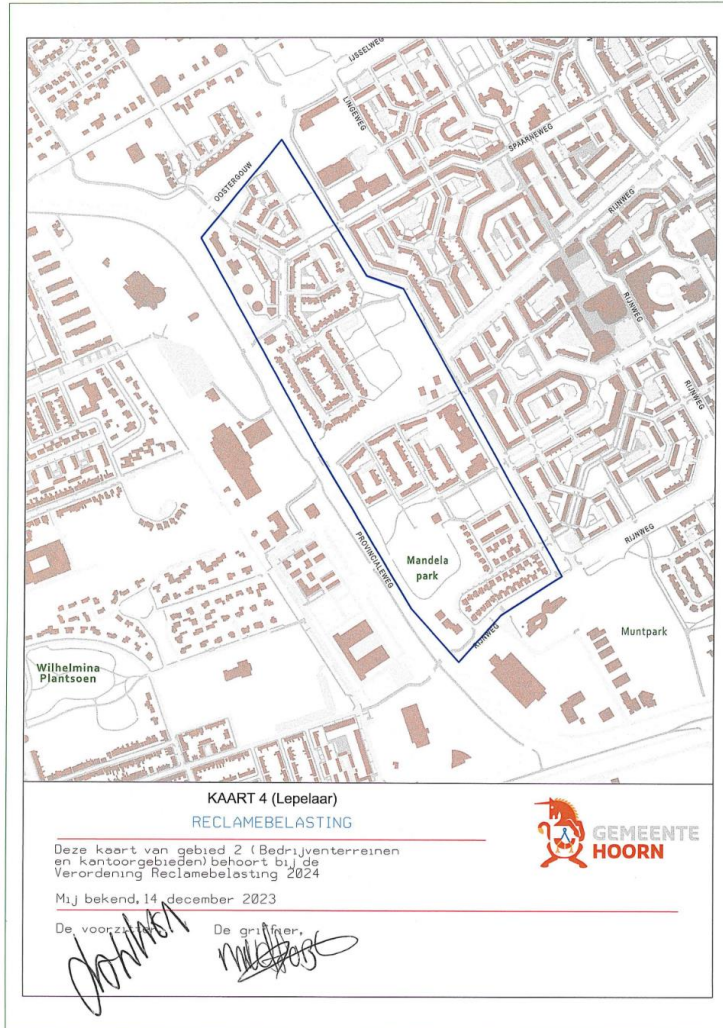 IJSSELWEG
LINGEWEG
SPAARNEWEG
OOSTERGOUW
RIJNWEG
RIJNWEG
RIJNWEG
RIJNWEG
PROVINCIALEWEG
Mandela
park
RIJNWEG
Muntpark
Wilhelmina
Plantsoen
KAART 4 (Lepelaar)
RECLAMEBELASTING
Deze kaart van gebied 2 (Bedrijventerreinen
en kantoorgebieden) behoort bij de
Verordening Reclamebelasting 2024
Mij bekend, 14 december 2023
De voorzitter,
De griffier,
GEMEENTE
HOORN